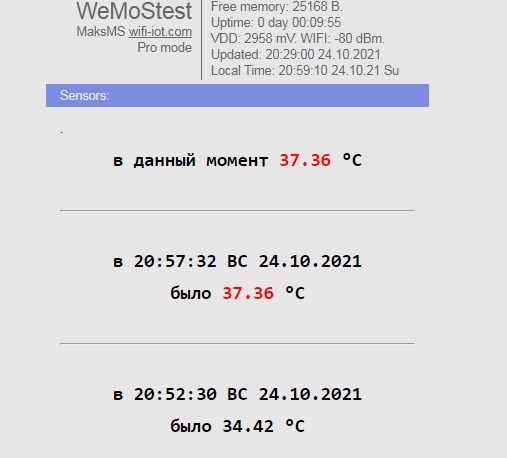 WeMoStest
MaksMS wifi-iot.com
Pro mode
Free memory: 25168 B.
Uptime: 0 day 00:09:55
VDD: 2958 mV. WIFI: -80 dBm.
Updated: 20:29:00 24.10.2021
Local Time: 20:59:10 24.10.21 Su
Sensors:
.
в данный момент 37.36 °C
в 20:57:32 ВС 24.10.2021
было 37.36 °C
в 20:52:30 ВС 24.10.2021
было 34.42 °C